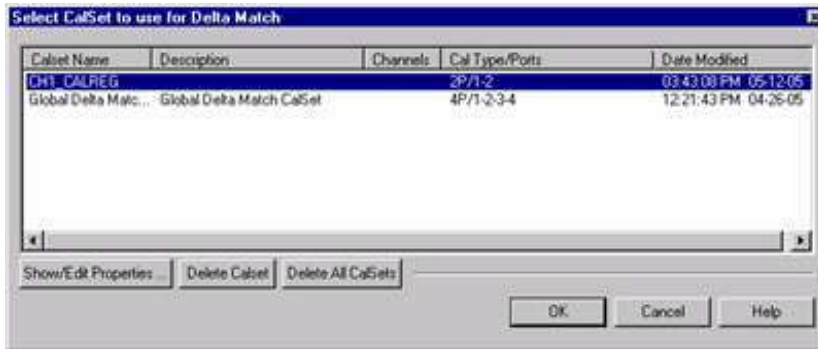 Select CalSet to use for Delta Match
Calset Name Description Channels Cal Type/Ports Date Modified
CH1_CALREG 2P/1-2 03:43:08 PM 05-12-05
Global Delta Matc... Global Delta Match CalSet 4P/1-2-3-4 12:21:43 PM 04-26-05
Show/Edit Properties ... Delete Calset Delete All CalSets
OK Cancel Help